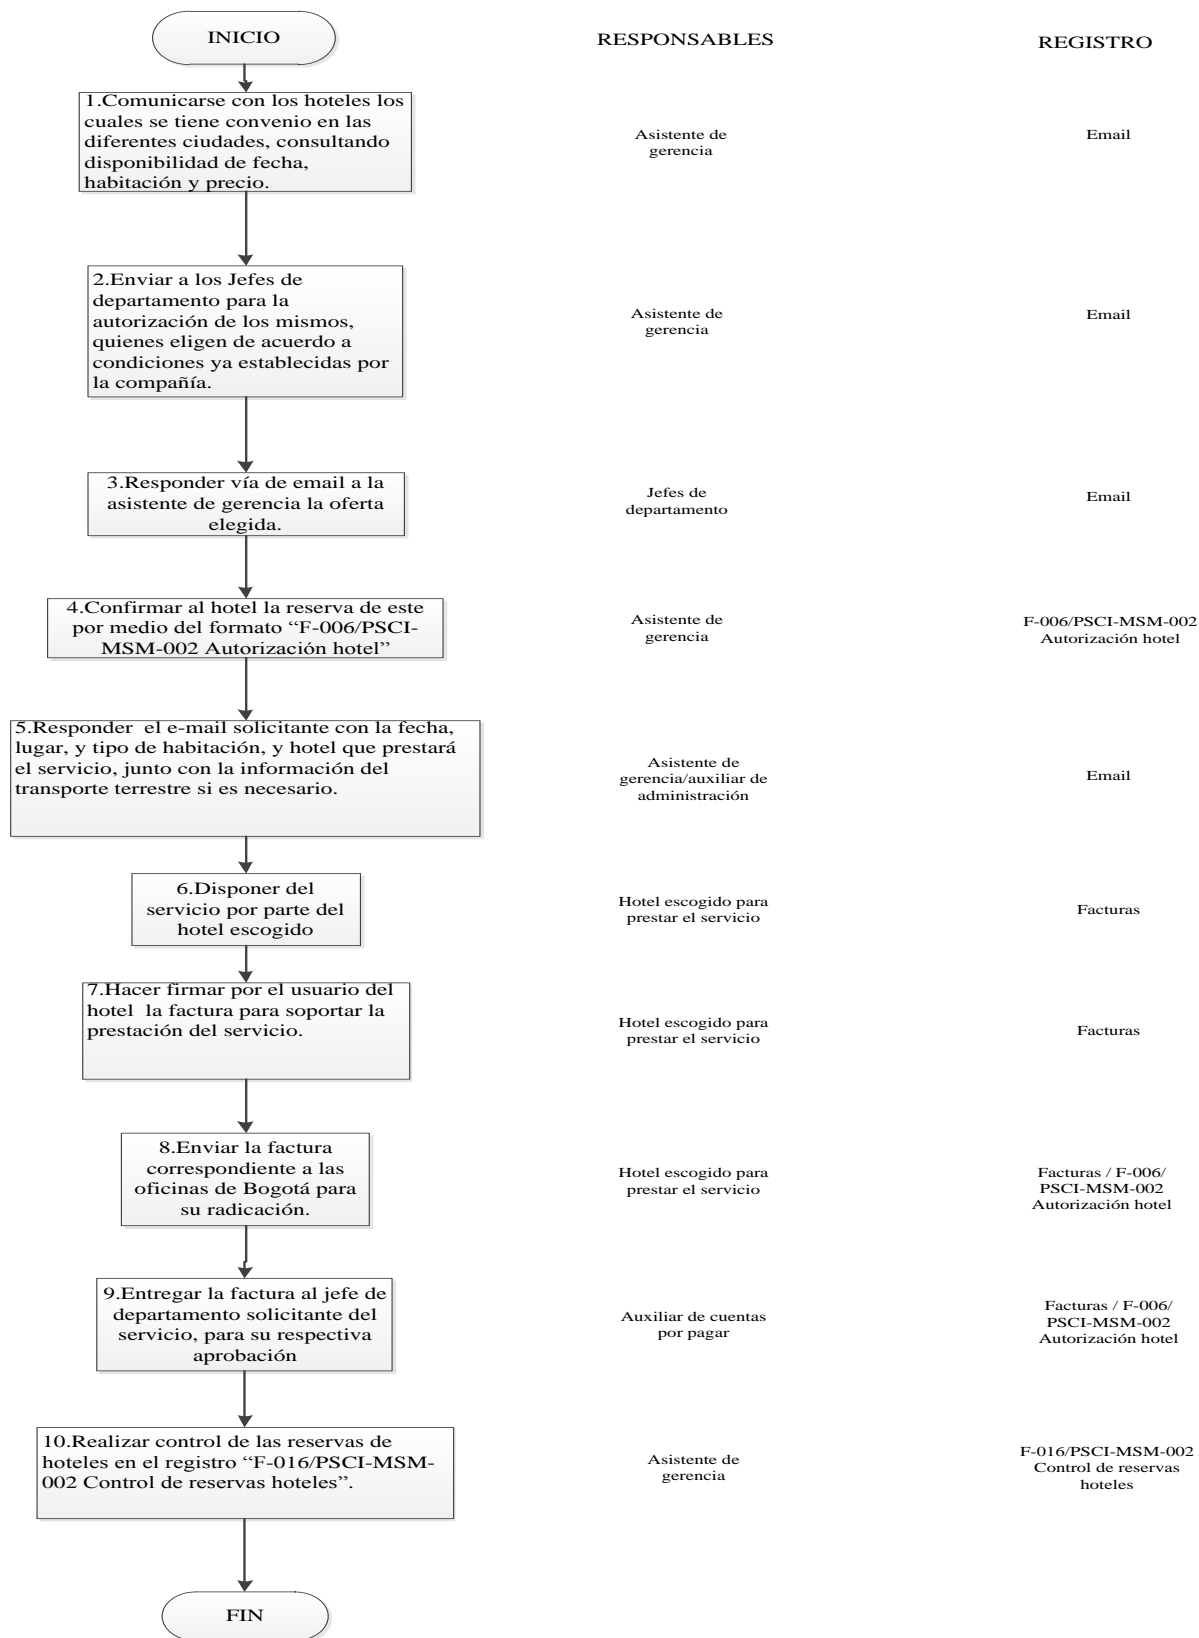 INICIO
RESPONSABLES
REGISTRO
1.Comunicarse con los hoteles los
cuales se tiene convenio en las
diferentes ciudades, consultando
disponibilidad de fecha,
habitación y precio.
Asistente de
gerencia
Email
2.Enviar a los Jefes de
departamento para la
autorización de los mismos,
quienes eligen de acuerdo a
condiciones ya establecidas por
la compañía.
Asistente de
gerencia
Email
3.Responder vía de email a la
asistente de gerencia la oferta
elegida.
Jefes de
departamento
Email
4.Confirmar al hotel la reserva de este
por medio del formato “F-006/PSCI-
MSM-002 Autorización hotel”
Asistente de
gerencia
F-006/PSCI-MSM-002
Autorización hotel
5.Responder  el e-mail solicitante con la fecha,
lugar, y tipo de habitación, y hotel que prestará
el servicio, junto con la información del
transporte terrestre si es necesario.
Asistente de
gerencia/auxiliar de
administración
Email
6.Disponer del
servicio por parte del
hotel escogido
Hotel escogido para
prestar el servicio
Facturas
7.Hacer firmar por el usuario del
hotel  la factura para soportar la
prestación del servicio.
Hotel escogido para
prestar el servicio
Facturas
8.Enviar la factura
correspondiente a las
oficinas de Bogotá para
su radicación.
Hotel escogido para
prestar el servicio
Facturas / F-006/
PSCI-MSM-002
Autorización hotel
9.Entregar la factura al jefe de
departamento solicitante del
servicio, para su respectiva
aprobación
Auxiliar de cuentas
por pagar
Facturas / F-006/
PSCI-MSM-002
Autorización hotel
10.Realizar control de las reservas de
hoteles en el registro “F-016/PSCI-MSM-
002 Control de reservas hoteles”.
Asistente de
gerencia
F-016/PSCI-MSM-002
Control de reservas
hoteles
FIN